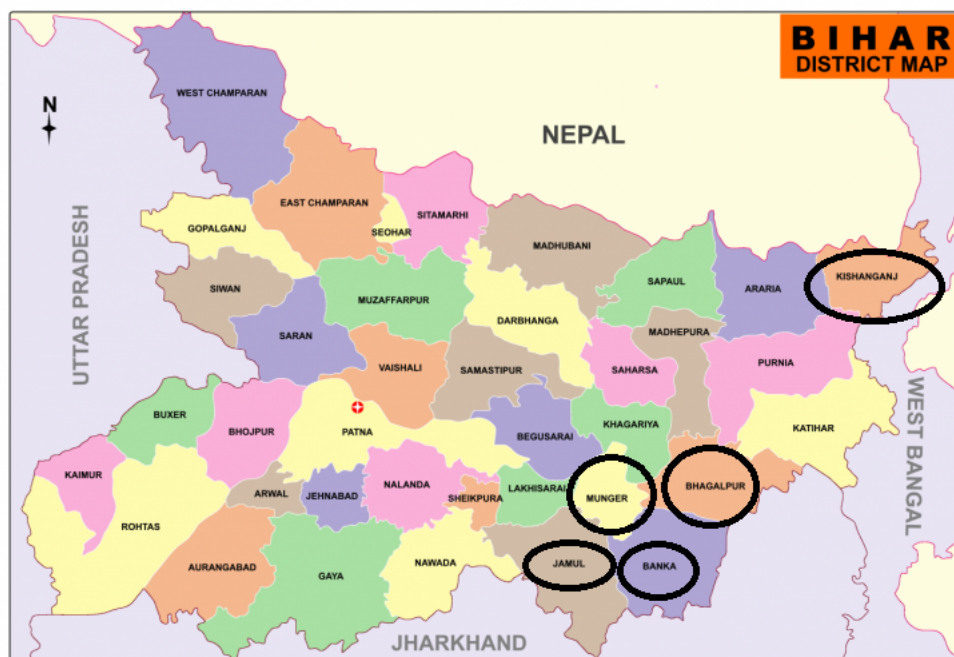 BIHAR
DISTRICT MAP
N
NEPAL
UTTAR PRADESH
WEST BANGAL
JHARKHAND
WEST CHAMPARAN
EAST CHAMPARAN
SITAMARHI
GOPALGANJ
SEOHAR
MADHUBANI
SIWAN
MUZAFFARPUR
SAPAUL
ARARIA
KISHANGANJ
SARAN
DARBHANGA
MADHEPURA
VAISHALI
SAMASTIPUR
SAHARSA
PURNIA
BUXER
BHOJPUR
PATNA
BEGUSARAI
KHAGARIYA
KATIHAR
KAIMUR
ARWAL
JEHNABAD
NALANDA
SHEIKPURA
LAKHISARAI
MUNGER
BHAGALPUR
ROHTAS
AURANGABAD
GAYA
NAWADA
JAMUL
BANKA